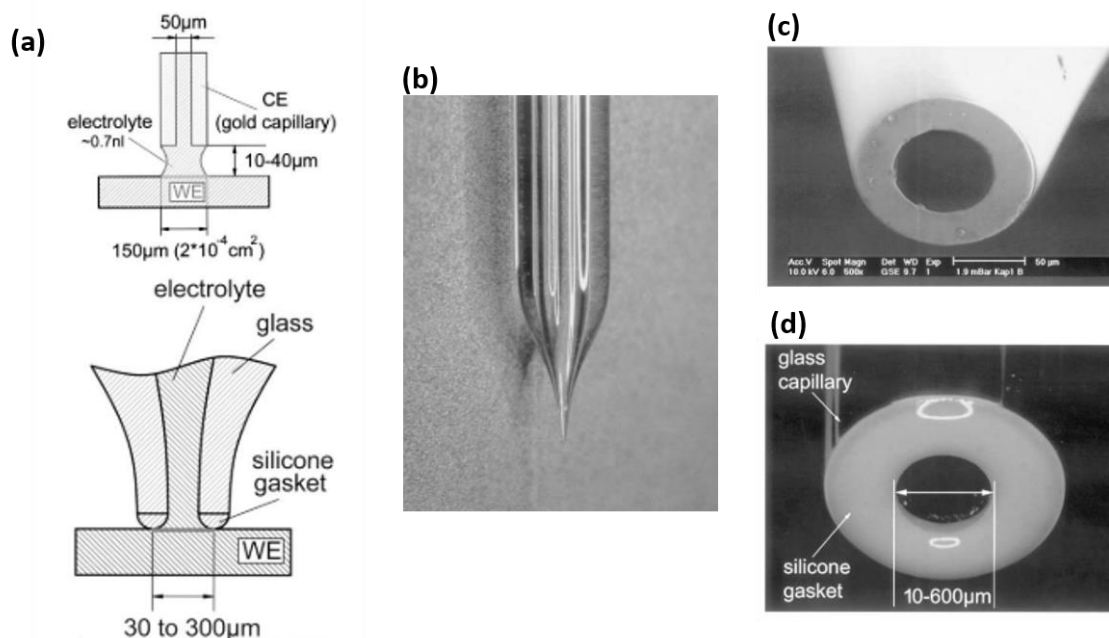 (a)
50µm
CE
(gold capillary)
electrolyte
~0.7nl
10-40µm
WE
150µm (2*10⁻⁴cm²)
electrolyte
glass
silicone
gasket
WE
30 to 300µm
(b)
(c)
Acc.V Spot Magn Det WD Exp 50 µm
10.0 kV 6.0 500x GSE 9.7 1 1.9 mBar Kap1 B
(d)
glass
capillary
silicone
gasket
10-600µm